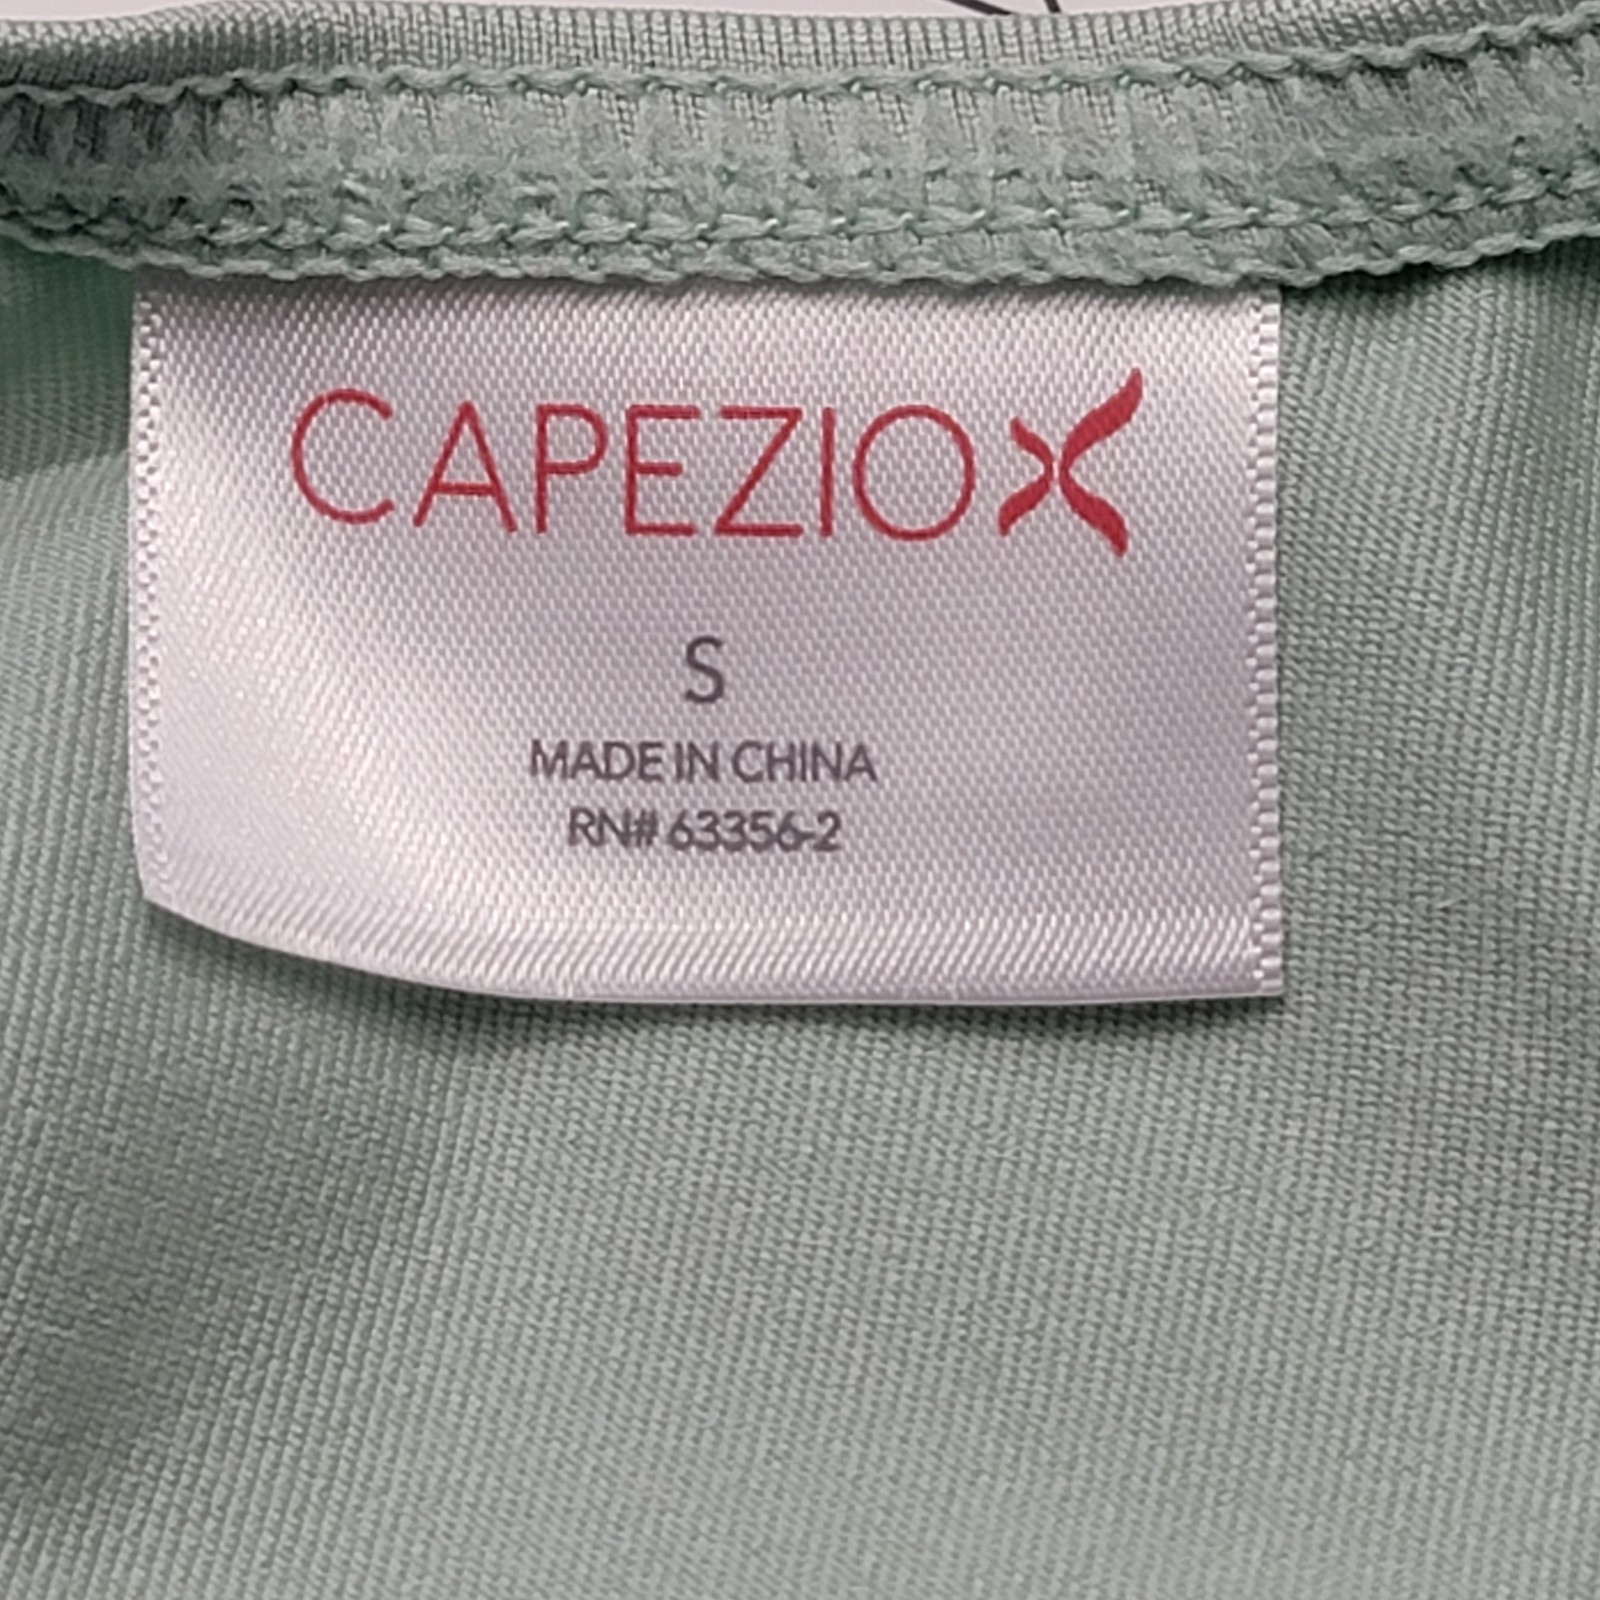 CAPEZIO
S
MADE IN CHINA
RN# 63356-2